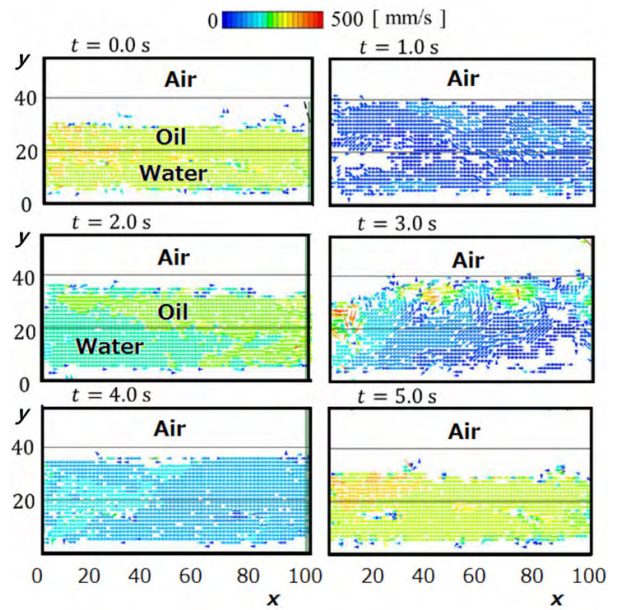 0 500 [ mm/s ]
t = 0.0 s
t = 1.0 s
y
Air
Air
40
Oil
20
Water
0
t = 2.0 s
t = 3.0 s
y
Air
Air
40
Oil
20
Water
0
t = 4.0 s
t = 5.0 s
y
Air
Air
40
20
0 20 40 60 80 100
20 40 60 80 100
x
x